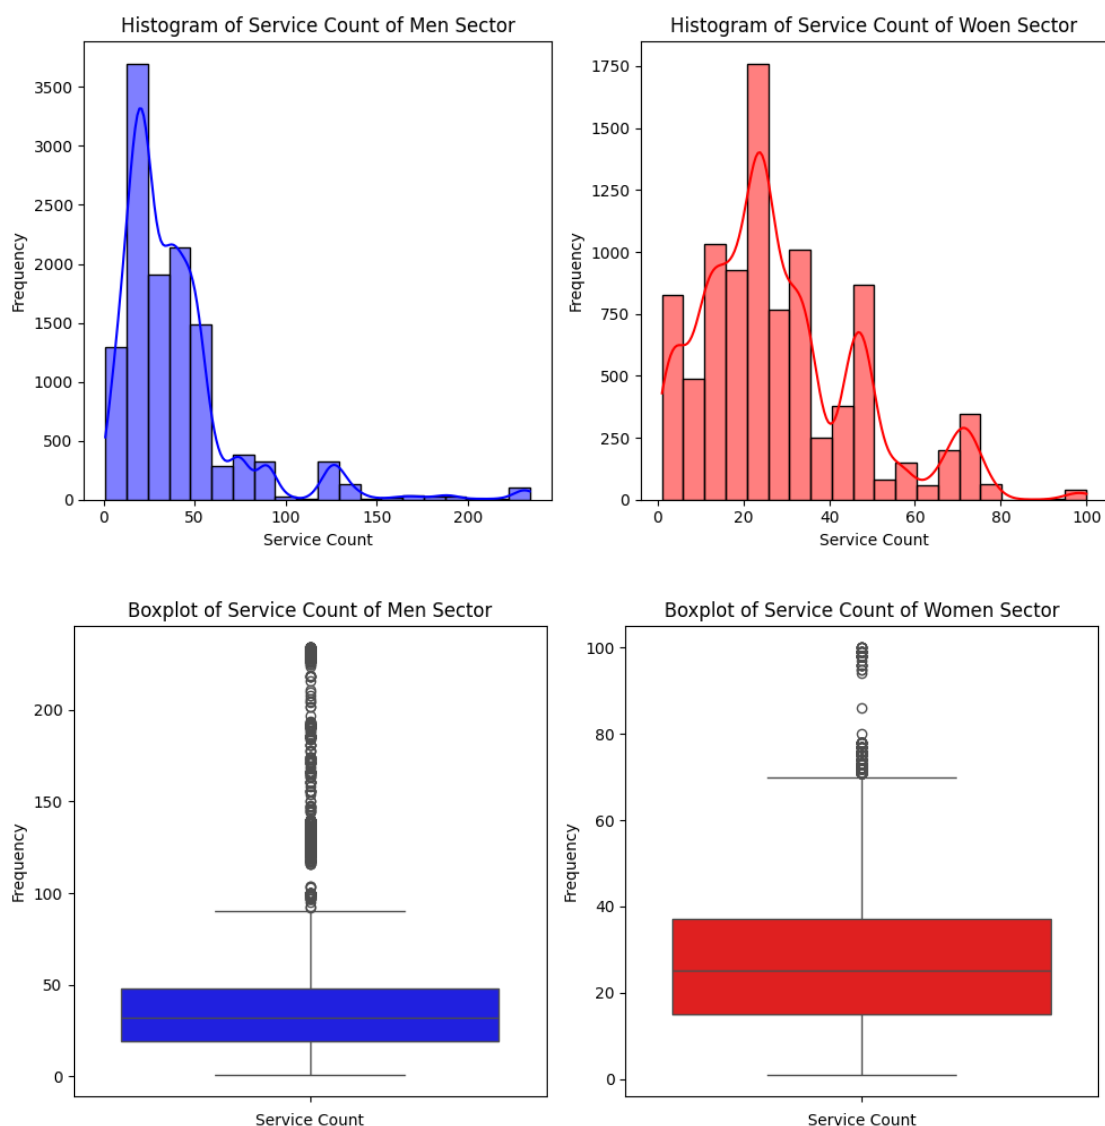 Histogram of Service Count of Men Sector
Frequency
3500
3000
2500
2000
1500
1000
500
0
0 50 100 150 200
Service Count
Histogram of Service Count of Woen Sector
Frequency
1750
1500
1250
1000
750
500
250
0
0 20 40 60 80 100
Service Count
Boxplot of Service Count of Men Sector
Frequency
200
150
100
50
0
Service Count
Boxplot of Service Count of Women Sector
Frequency
100
80
60
40
20
0
Service Count